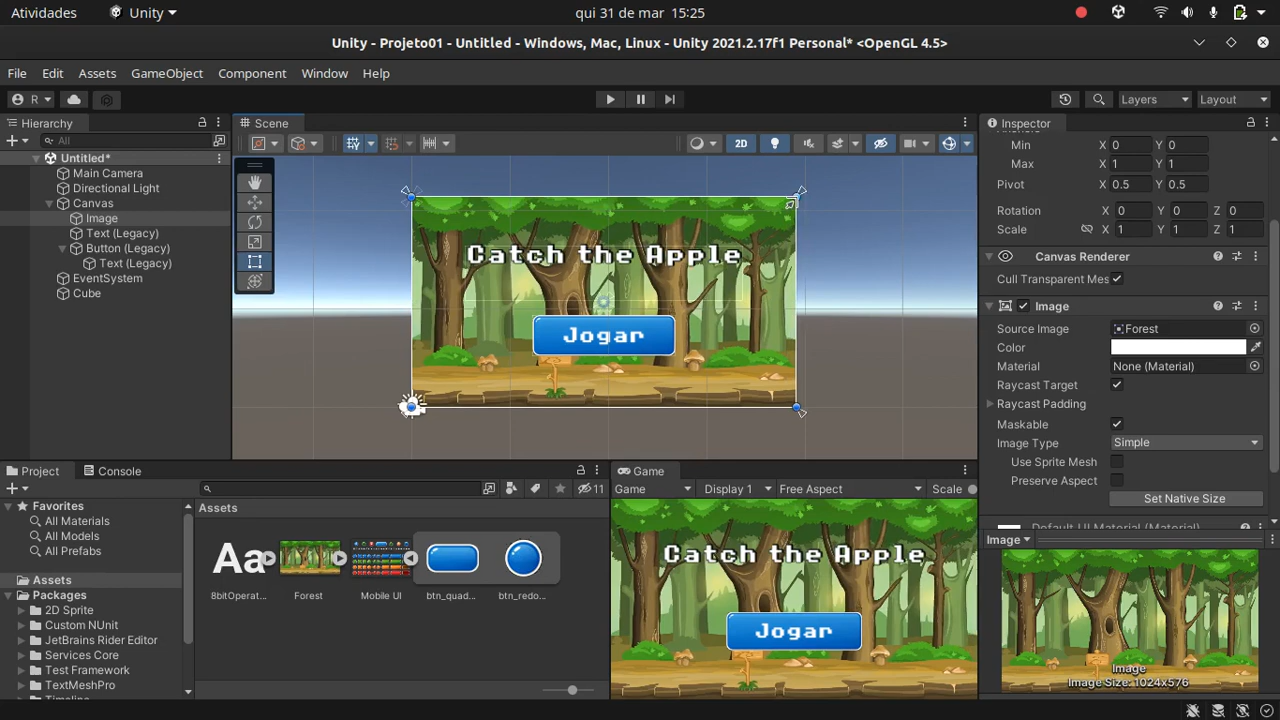 Atividades Unity qui 31 de mar 15:25
Unity - Projeto01 - Untitled - Windows, Mac, Linux - Unity 2021.2.17f1 Personal* <OpenGL 4.5>
File Edit Assets GameObject Component Window Help
R Layers Layout
Hierarchy
All
Untitled*
Main Camera
Directional Light
Canvas
Image
Text (Legacy)
Button (Legacy)
Text (Legacy)
EventSystem
Cube
Scene
2D
Catch the Apple
Jogar
Inspector
Min X 0 Y 0
Max X 1 Y 1
Pivot X 0.5 Y 0.5
Rotation X 0 Y 0 Z 0
Scale X 1 Y 1 Z 1
Canvas Renderer
Cull Transparent Mes
Image
Source Image Forest
Color
Material None (Material)
Raycast Target
Raycast Padding
Maskable
Image Type Simple
Use Sprite Mesh
Preserve Aspect
Set Native Size
Default UI Material (Material)
Image
Image
Image Size: 1024x576
Project Console
11
Favorites
All Materials
All Models
All Prefabs
Assets
Packages
2D Sprite
Custom NUnit
JetBrains Rider Editor
Services Core
Test Framework
TextMeshPro
Timeline
Assets
Aa
8bitOperat... Forest Mobile UI btn_quad... btn_redo...
Game
Game Display 1 Free Aspect Scale
Catch the Apple
Jogar